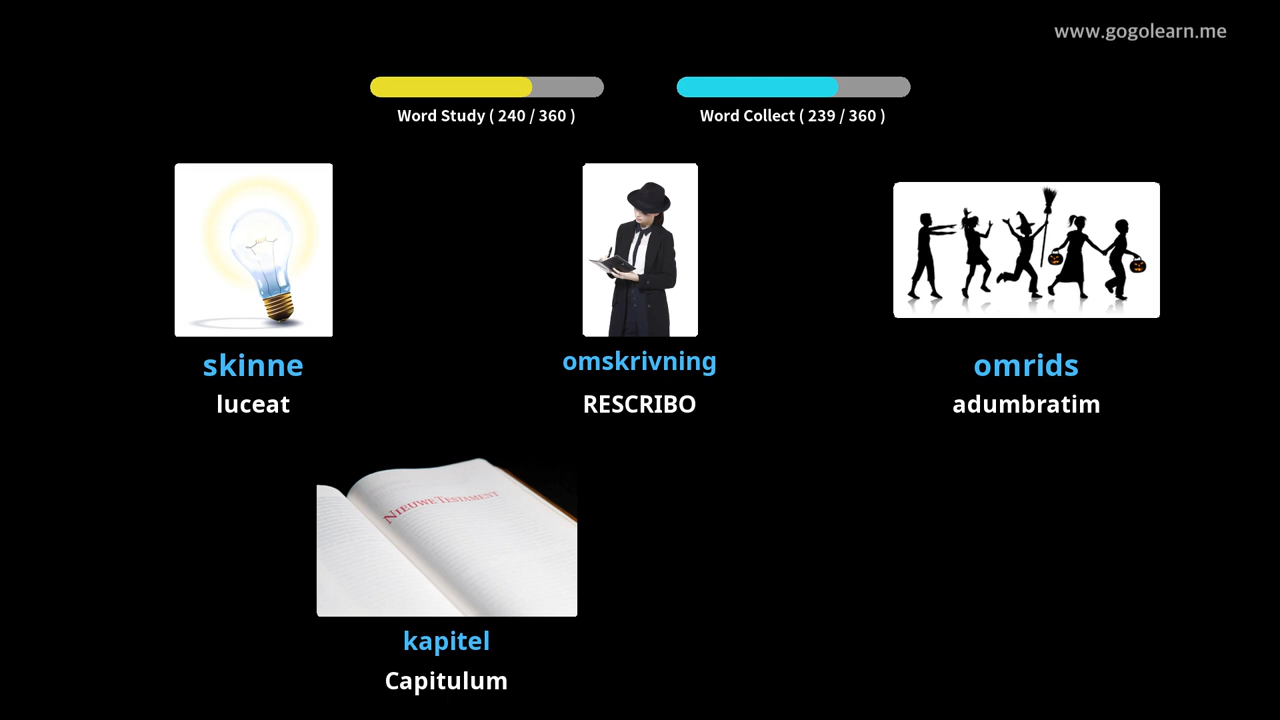 www.gogolearn.me
Word Study ( 240 / 360 )
Word Collect ( 239 / 360 )
skinne
luceat
omskrivning
RESCRIBO
omrids
adumbratim
NIEUWE TESTAMENT
kapitel
Capitulum